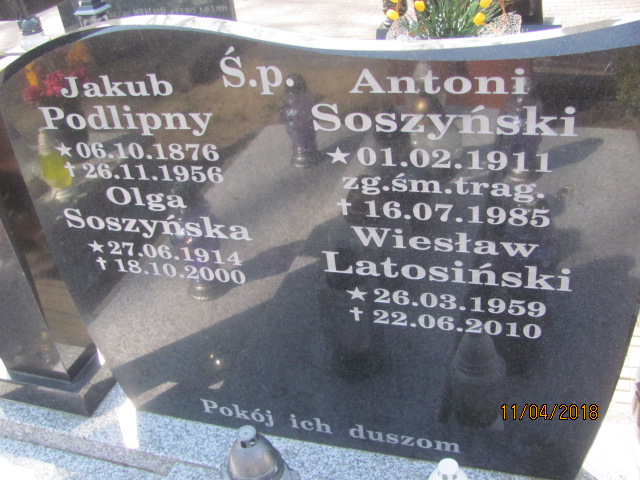 Ś.p.
Jakub
Podlipny
★06.10.1876
✝26.11.1956
Olga
Soszyńska
★27.06.1914
✝18.10.2000
Antoni
Soszyński
★01.02.1911
zg.śm.trag.
✝16.07.1985
Wiesław
Latosiński
★26.03.1959
✝22.06.2010
Pokój ich duszom
11/04/2018